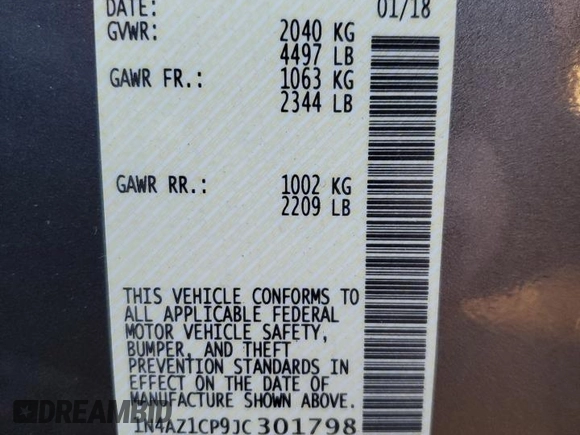 DATE: 01/18
GVWR: 2040 KG
4497 LB
GAWR FR.: 1063 KG
2344 LB
GAWR RR.: 1002 KG
2209 LB
THIS VEHICLE CONFORMS TO
ALL APPLICABLE FEDERAL
MOTOR VEHICLE SAFETY,
BUMPER, AND THEFT
PREVENTION STANDARDS IN
EFFECT ON THE DATE OF
MANUFACTURE SHOWN ABOVE.
1N4AZ1CP9JC301798
DREAMBID